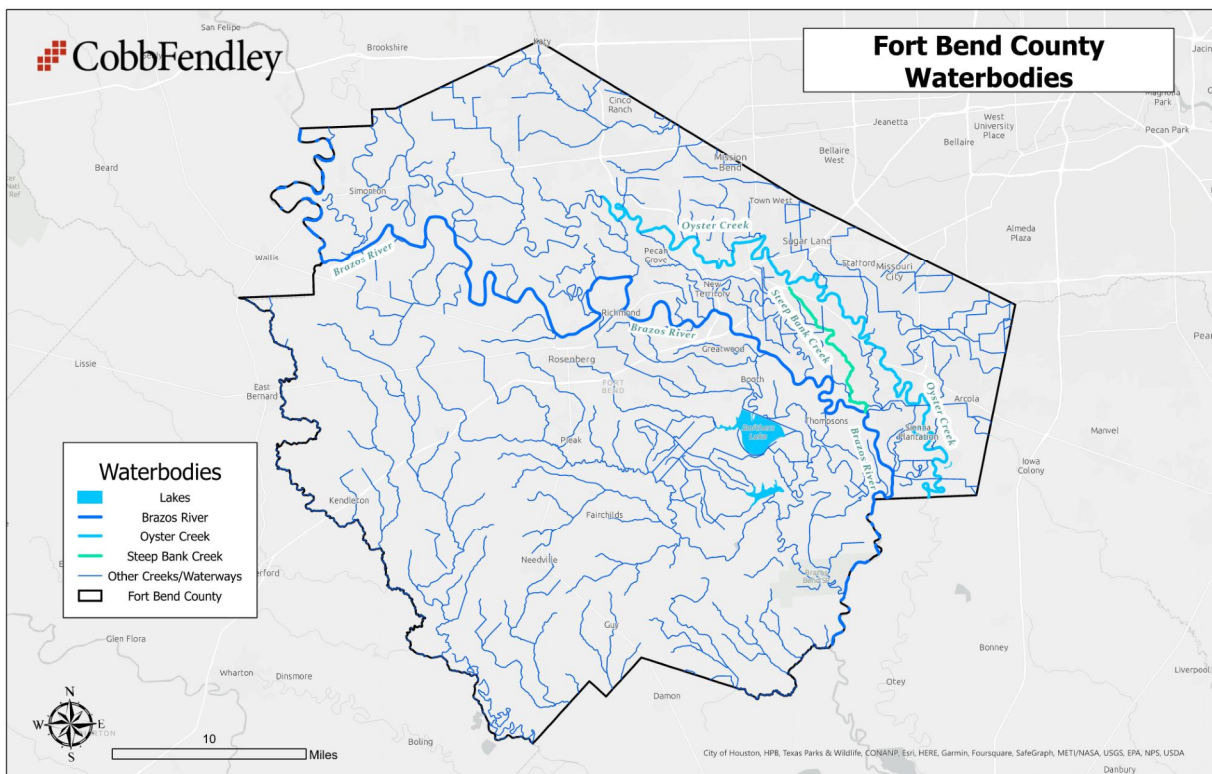 CobbFendley
Fort Bend County
Waterbodies
San Felipe
Brookshire
Katy
Cinco
Ranch
Jeanetta
West
University
Place
Magnolia
Park
Pecan Park
Bellaire
Bellaire
West
Mission
Bend
Beard
Simonton
Town West
Oyster Creek
Sugar Land
Almeda
Plaza
Wallis
Brazos River
Pecan
Grove
Stafford
Missouri
City
New
Territory
Steep Bank Creek
Richmond
Brazos River
Greatwood
Lissie
Rosenberg
FORT
BEND
Booth
Oyster Creek
East
Bernard
Arcola
Thompsons
Smithers
Lake
Sienna
Plantation
Manvel
Pleak
Brazos River
Iowa
Colony
Waterbodies
Lakes
Brazos River
Oyster Creek
Steep Bank Creek
Other Creeks/Waterways
Fort Bend County
Kendleton
Fairchilds
Needville
Guy
Glen Flora
Wharton
Dinsmore
Damon
Otey
Bonney
Liverpool
Boling
Danbury
N
W
E
S
10
Miles
City of Houston, HPB, Texas Parks & Wildlife, CONANP, Esri, HERE, Garmin, Foursquare, SafeGraph, METI/NASA, USGS, EPA, NPS, USDA